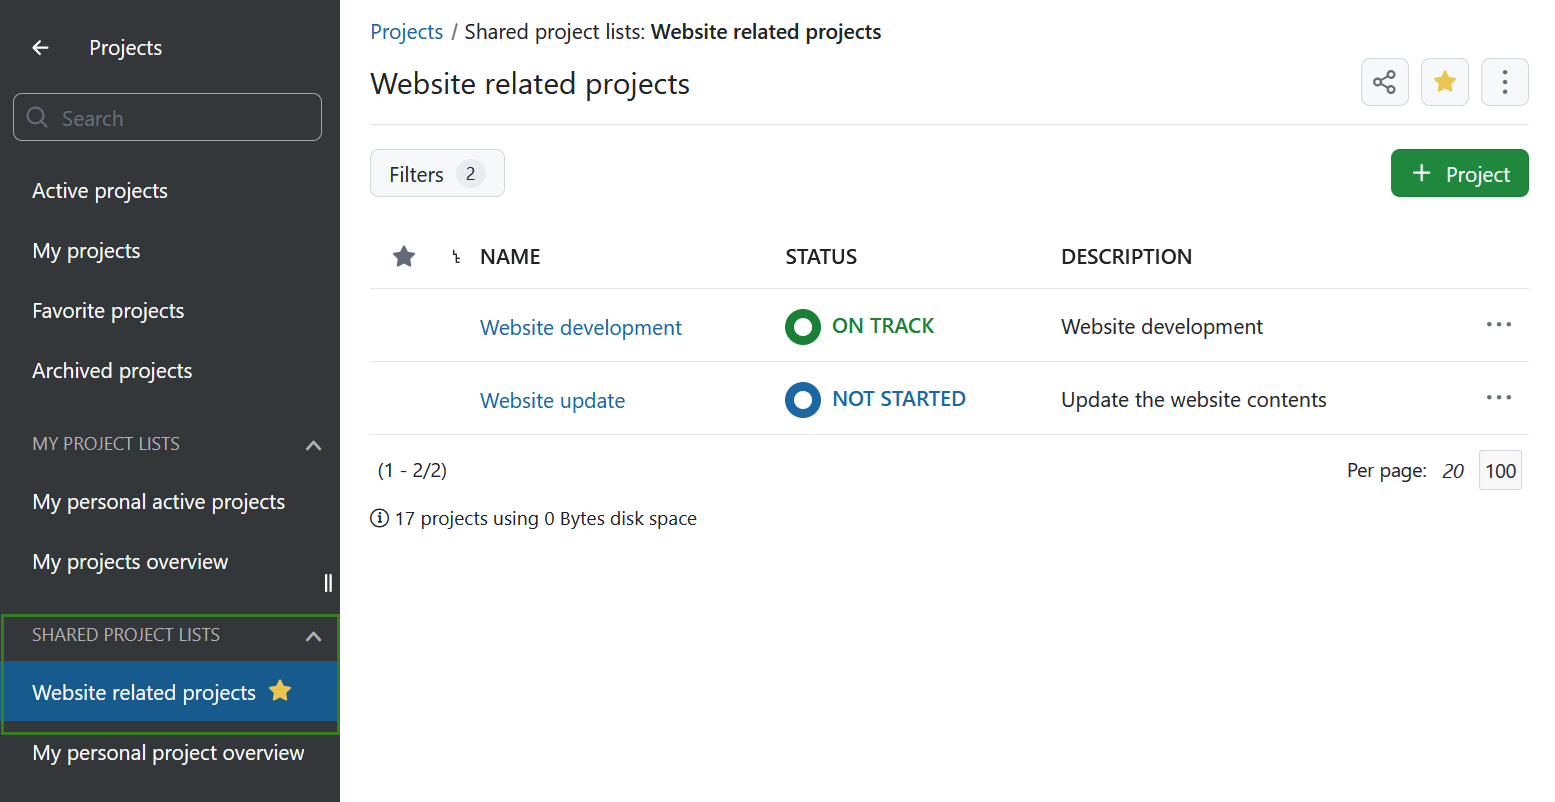 Projects
Search
Active projects
My projects
Favorite projects
Archived projects
MY PROJECT LISTS
My personal active projects
My projects overview
SHARED PROJECT LISTS
Website related projects
My personal project overview
Projects / Shared project lists: Website related projects
Website related projects
Filters 2
+ Project
NAME STATUS DESCRIPTION
Website development ON TRACK Website development
Website update NOT STARTED Update the website contents
(1 - 2/2) Per page: 20 100
17 projects using 0 Bytes disk space